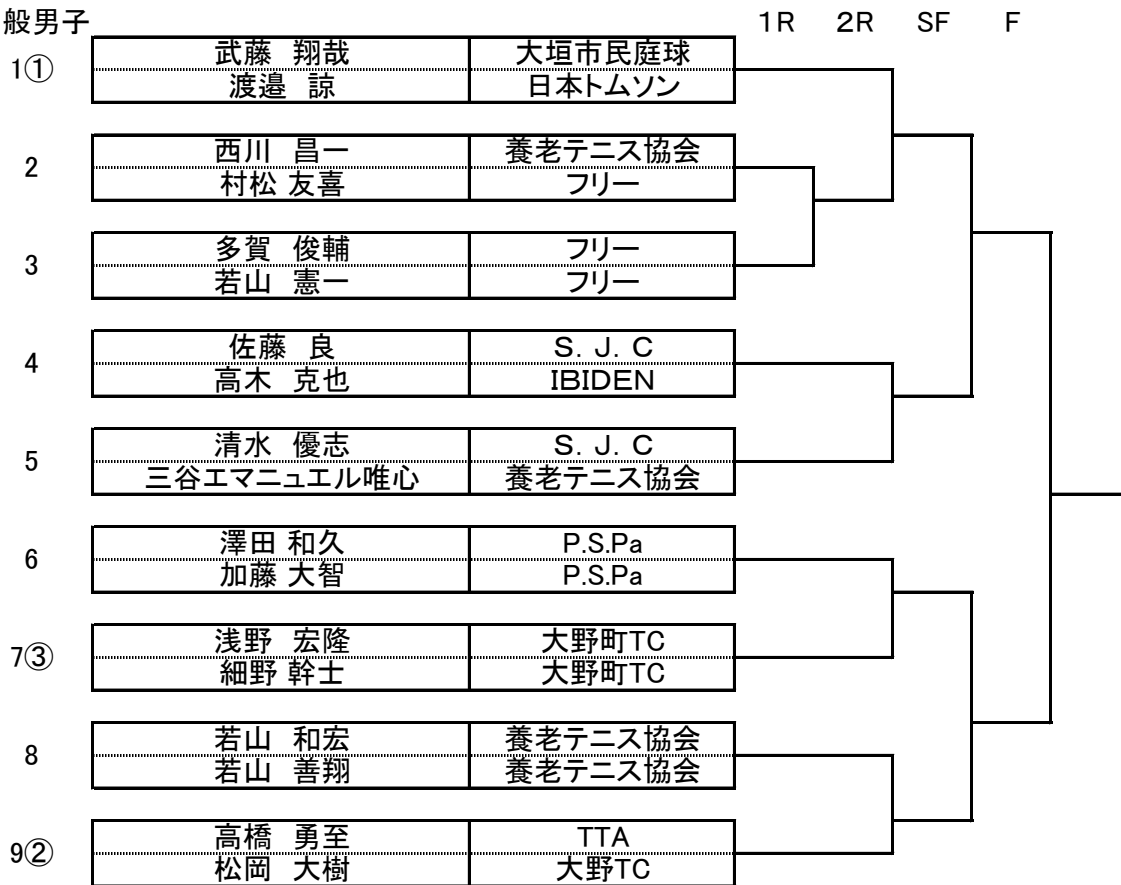 般男子 1R 2R SF F
1① 武藤 翔哉 大垣市民庭球
渡邉 諒 日本トムソン
2 西川 昌一 養老テニス協会
村松 友喜 フリー
3 多賀 俊輔 フリー
若山 憲一 フリー
4 佐藤 良 S. J. C
高木 克也 IBIDEN
5 清水 優志 S. J. C
三谷エマニュエル唯心 養老テニス協会
6 澤田 和久 P.S.Pa
加藤 大智 P.S.Pa
7③ 浅野 宏隆 大野町TC
細野 幹士 大野町TC
8 若山 和宏 養老テニス協会
若山 善翔 養老テニス協会
9② 高橋 勇至 TTA
松岡 大樹 大野TC